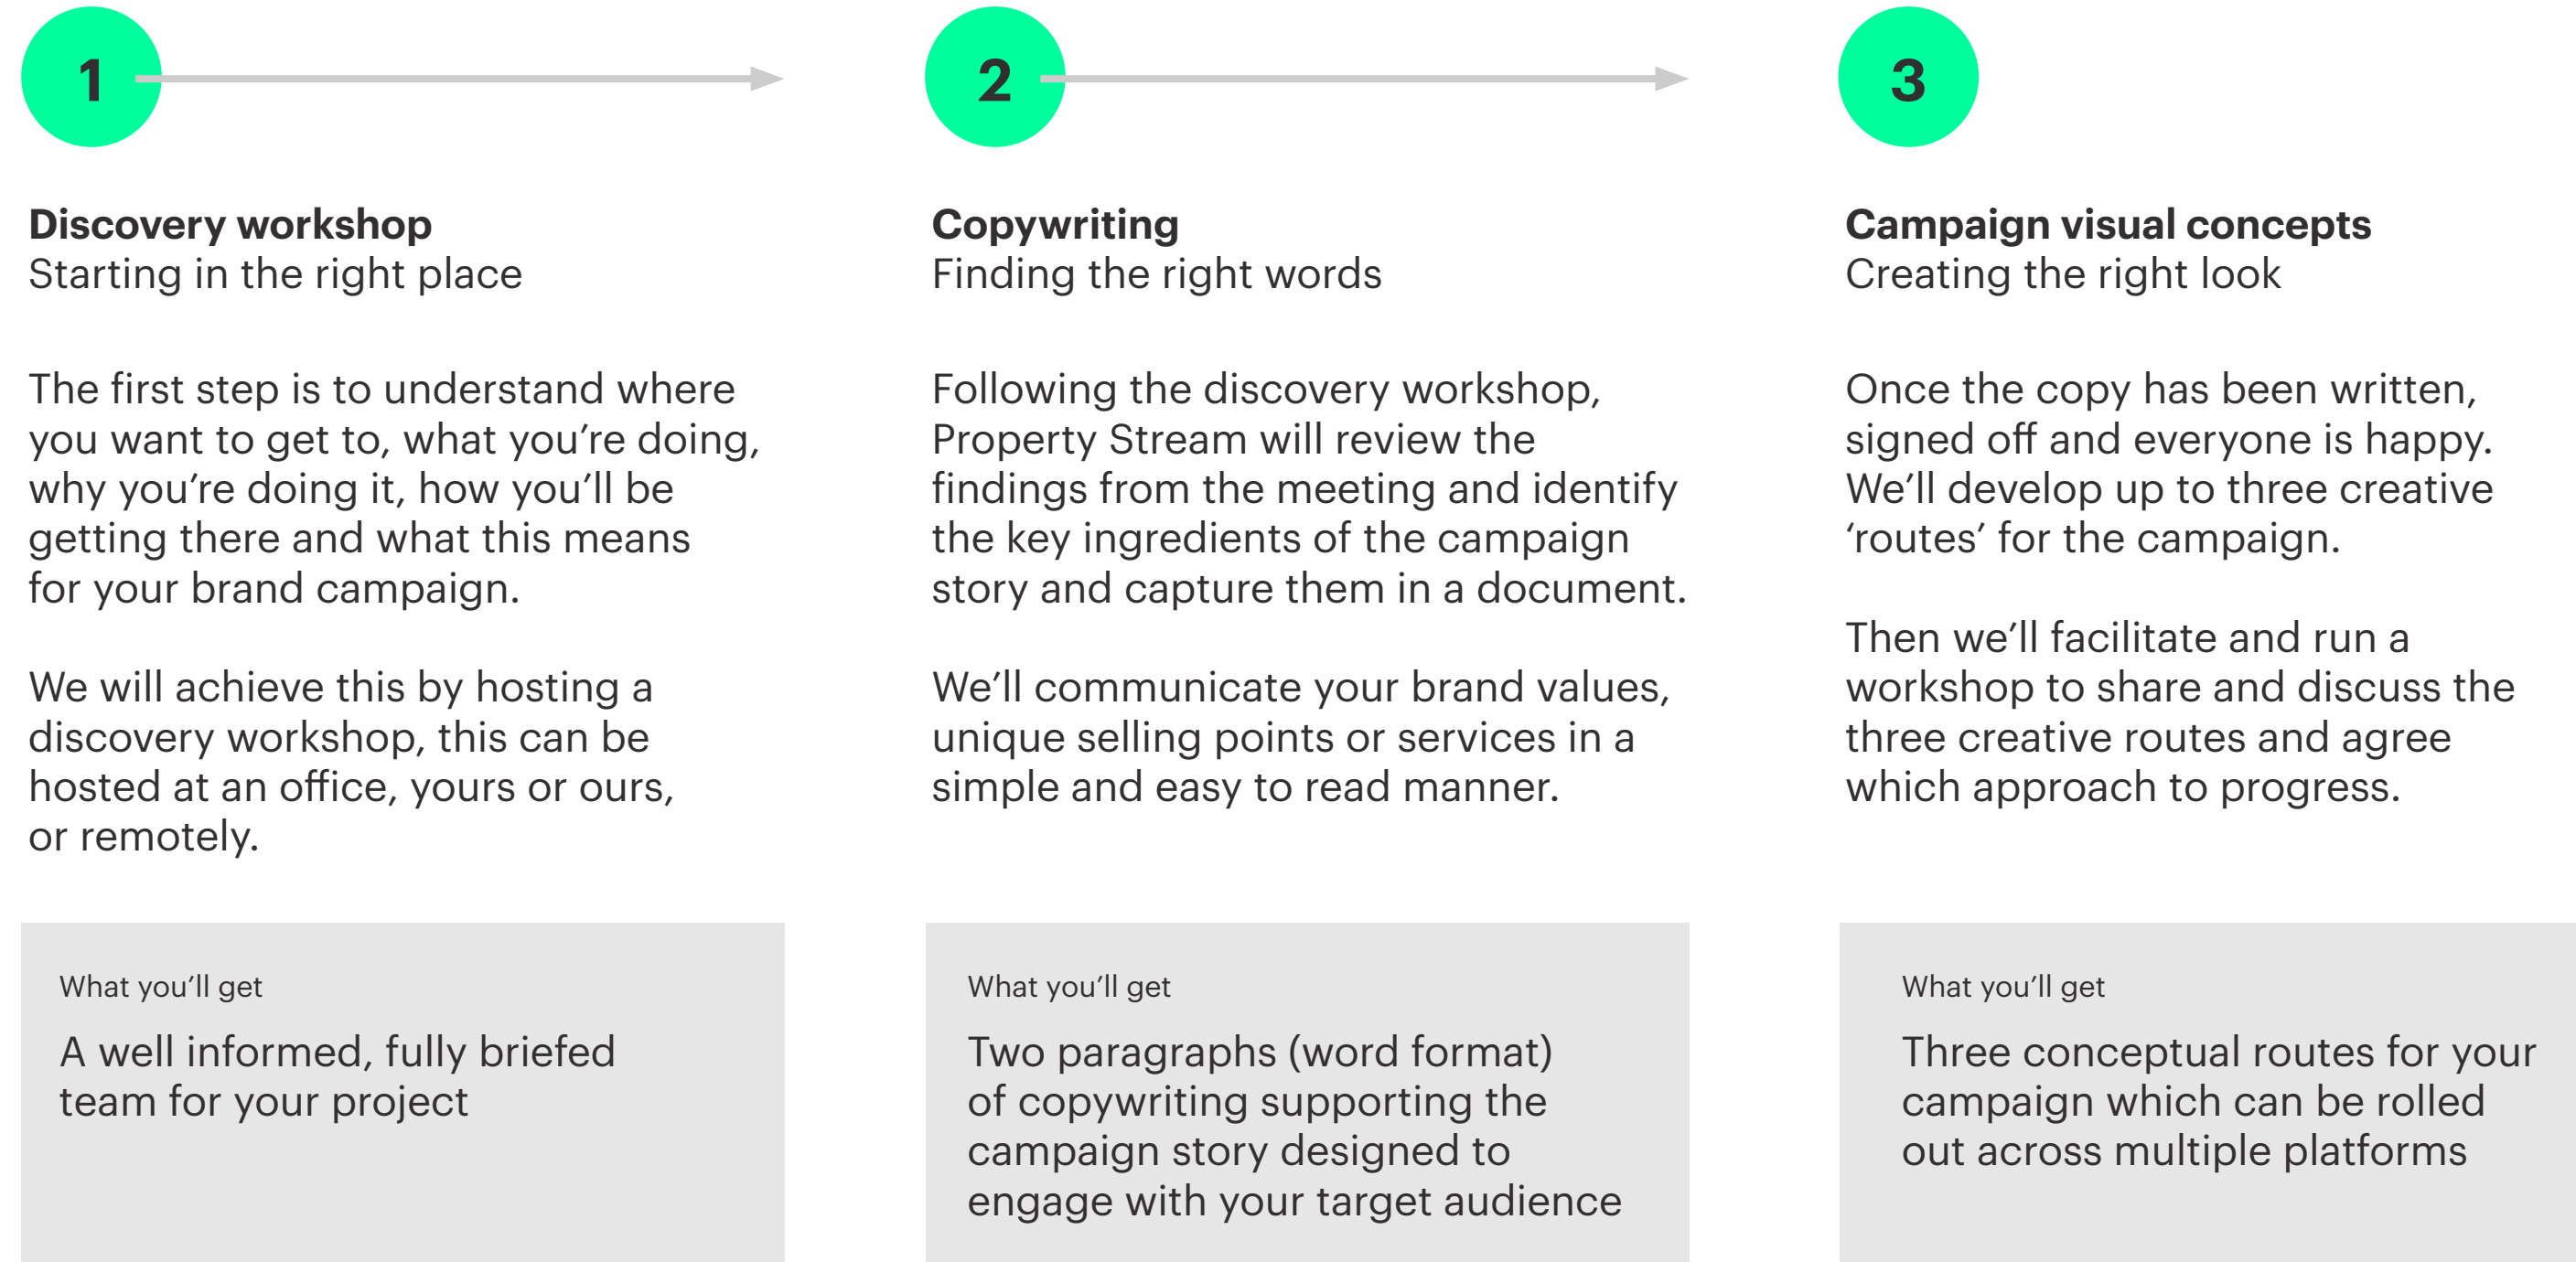 1
Discovery workshop
Starting in the right place
The first step is to understand where
you want to get to, what you’re doing,
why you’re doing it, how you’ll be
getting there and what this means
for your brand campaign.
We will achieve this by hosting a
discovery workshop, this can be
hosted at an office, yours or ours,
or remotely.
What you’ll get
A well informed, fully briefed
team for your project
2
Copywriting
Finding the right words
Following the discovery workshop,
Property Stream will review the
findings from the meeting and identify
the key ingredients of the campaign
story and capture them in a document.
We’ll communicate your brand values,
unique selling points or services in a
simple and easy to read manner.
What you’ll get
Two paragraphs (word format)
of copywriting supporting the
campaign story designed to
engage with your target audience
3
Campaign visual concepts
Creating the right look
Once the copy has been written,
signed off and everyone is happy.
We’ll develop up to three creative
‘routes’ for the campaign.
Then we’ll facilitate and run a
workshop to share and discuss the
three creative routes and agree
which approach to progress.
What you’ll get
Three conceptual routes for your
campaign which can be rolled
out across multiple platforms